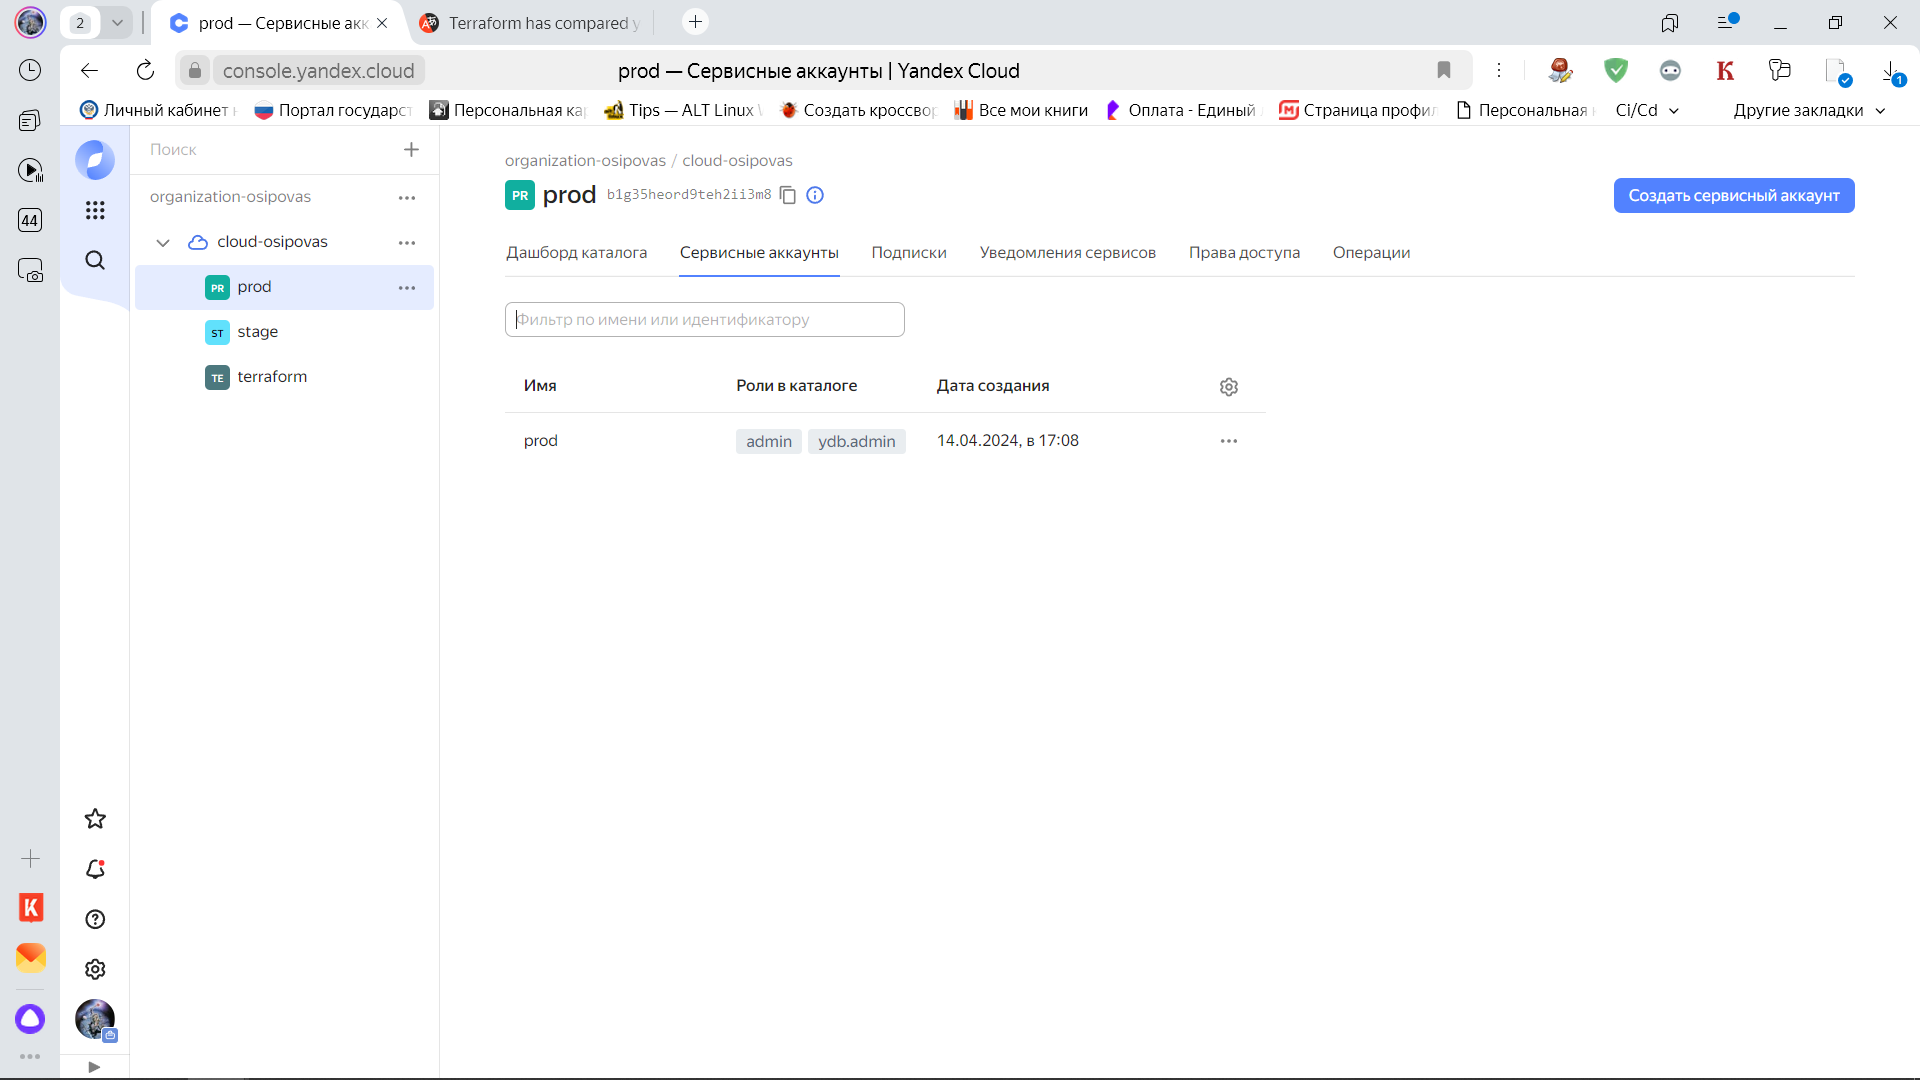 2
prod — Сервисные акк
Terraform has compared y
console.yandex.cloud
prod — Сервисные аккаунты | Yandex Cloud
K
1
Личный кабинет
Портал государст
Персональная кар
Tips — ALT Linux
Создать кроссвор
Все мои книги
Оплата - Единый
Страница профил
Персональная
Ci/Cd
Другие закладки
44
Поиск
organization-osipovas
cloud-osipovas
PR prod
ST stage
TE terraform
organization-osipovas / cloud-osipovas
PR prod b1g35heord9teh2ii3m8
Создать сервисный аккаунт
Дашборд каталога
Сервисные аккаунты
Подписки
Уведомления сервисов
Права доступа
Операции
Фильтр по имени или идентификатору
Имя Роли в каталоге Дата создания
prod admin ydb.admin 14.04.2024, в 17:08
K